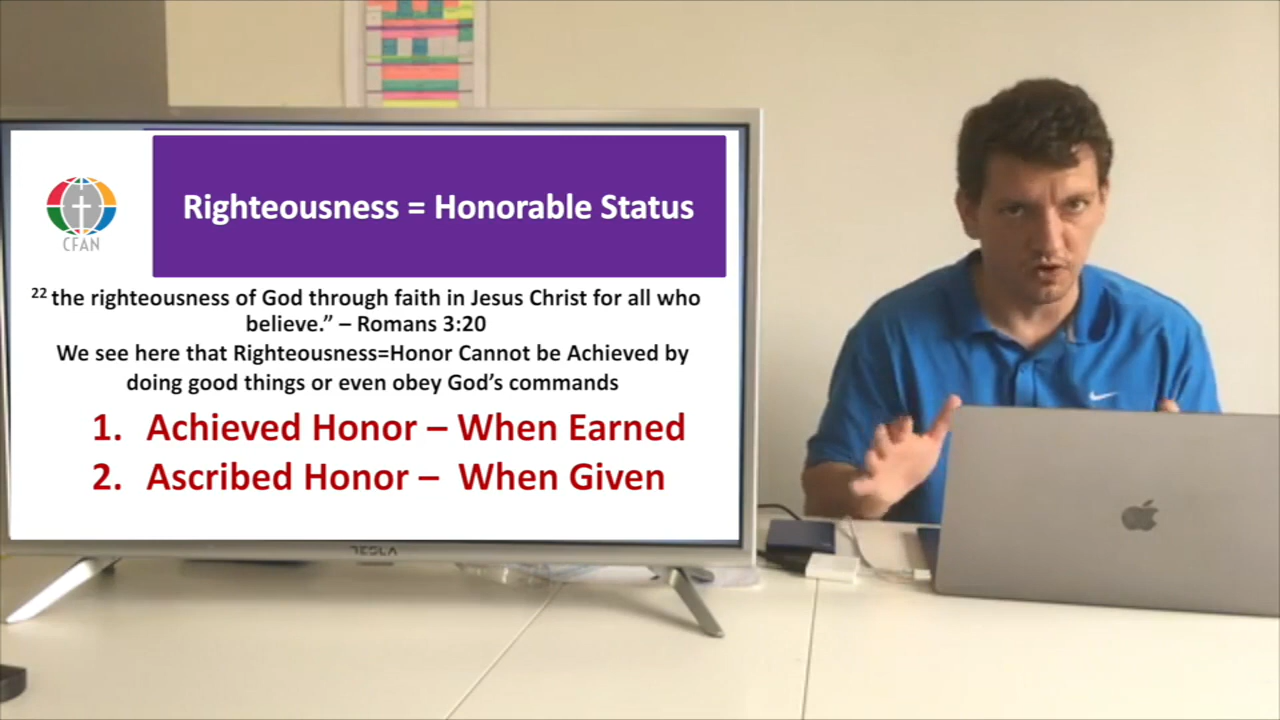 Righteousness = Honorable Status
CFAN
22 the righteousness of God through faith in Jesus Christ for all who
believe.” – Romans 3:20
We see here that Righteousness=Honor Cannot be Achieved by
doing good things or even obey God’s commands
1. Achieved Honor – When Earned
2. Ascribed Honor – When Given
TESLA